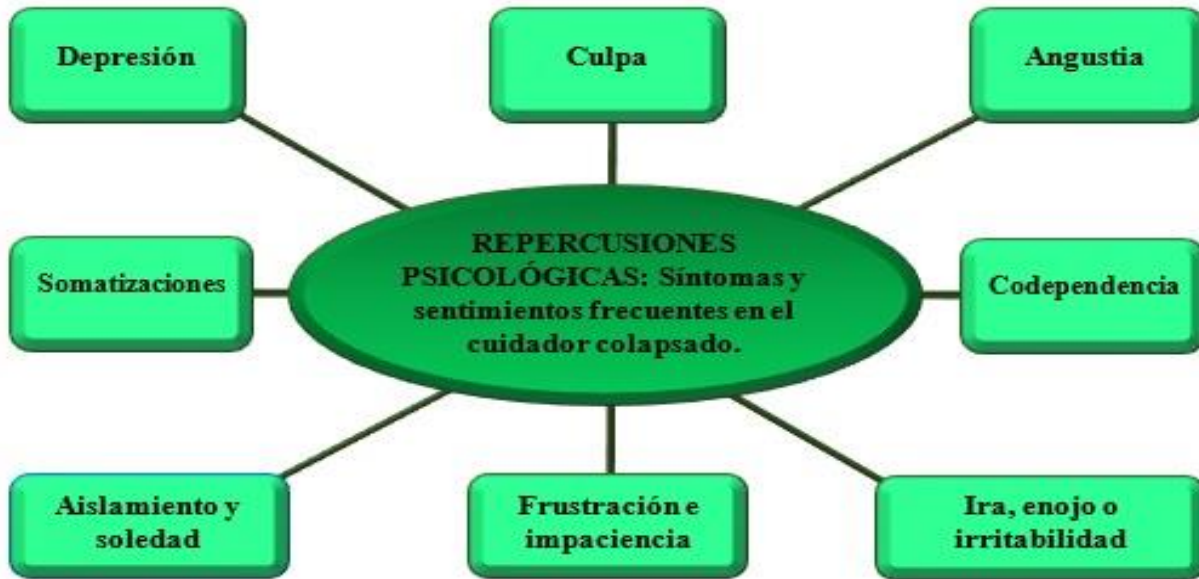 Depresión
Culpa
Angustia
REPERCUSIONES
PSICOLÓGICAS: Síntomas y
sentimientos frecuentes en el
cuidador colapsado.
Somatizaciones
Codependencia
Aislamiento y
soledad
Frustración e
impaciencia
Ira, enojo o
irritabilidad